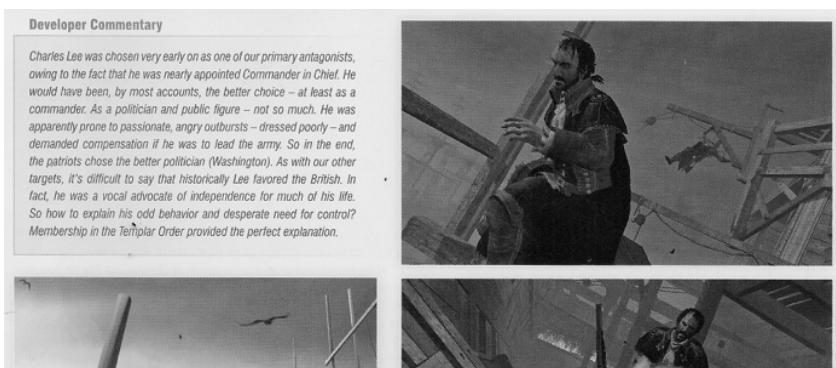 Developer Commentary
Charles Lee was chosen very early on as one of our primary antagonists,
owing to the fact that he was nearly appointed Commander in Chief. He
would have been, by most accounts, the better choice – at least as a
commander. As a politician and public figure – not so much. He was
apparently prone to passionate, angry outbursts – dressed poorly – and
demanded compensation if he was to lead the army. So in the end,
the patriots chose the better politician (Washington). As with our other
targets, it's difficult to say that historically Lee favored the British. In
fact, he was a vocal advocate of independence for much of his life.
So how to explain his odd behavior and desperate need for control?
Membership in the Templar Order provided the perfect explanation.